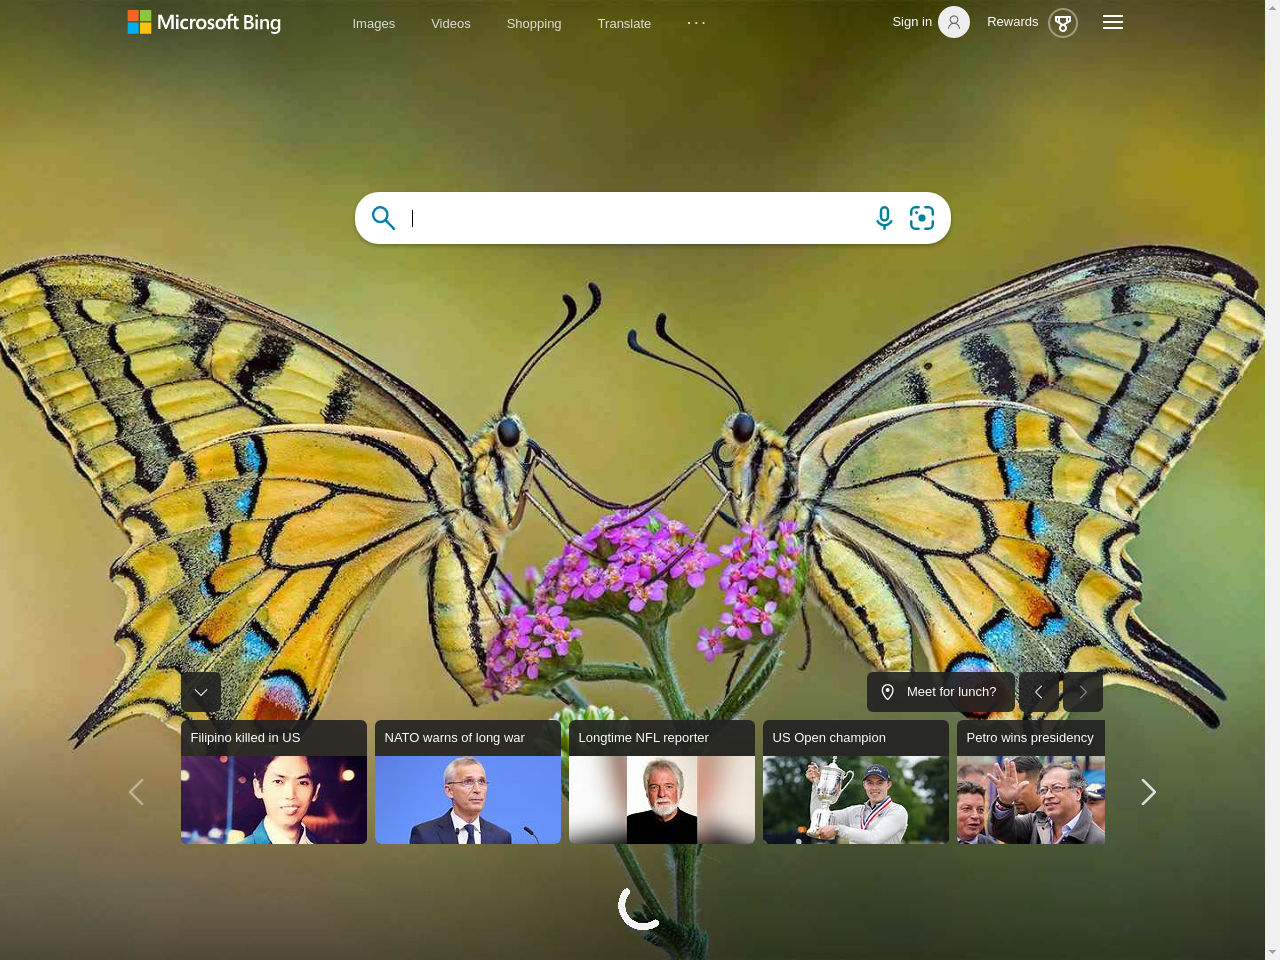 Microsoft Bing
Images
Videos
Shopping
Translate
...
Sign in
Rewards
Meet for lunch?
Filipino killed in US
NATO warns of long war
Longtime NFL reporter
US Open champion
Petro wins presidency